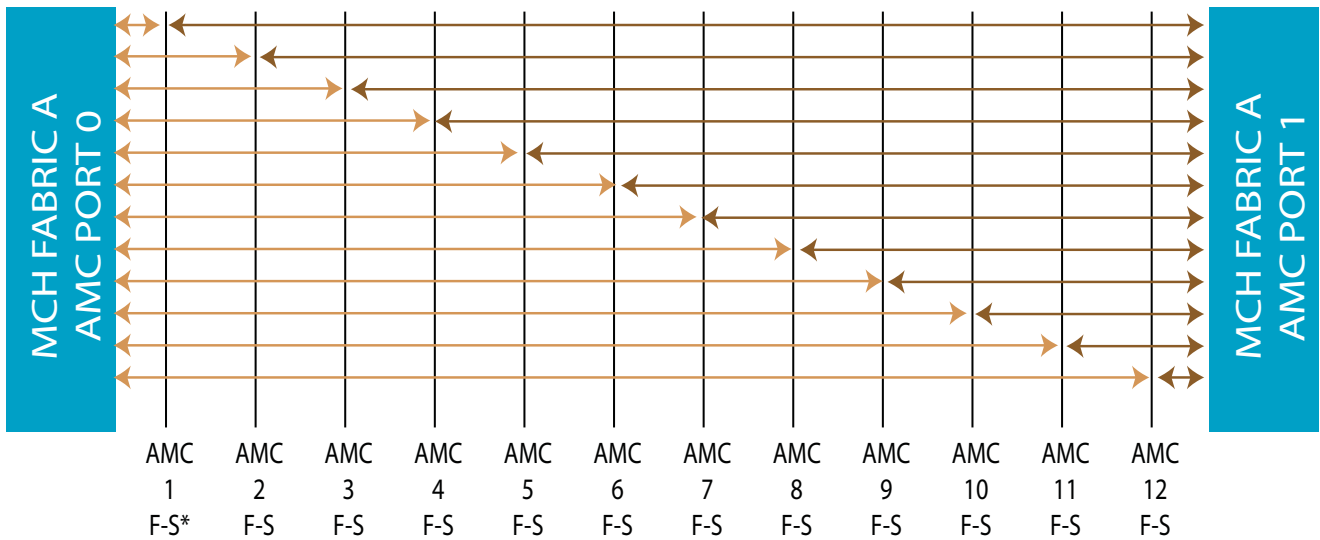 MCH FABRIC A
AMC PORT 0
MCH FABRIC A
AMC PORT 1
AMC AMC AMC AMC AMC AMC AMC AMC AMC AMC AMC AMC
1 2 3 4 5 6 7 8 9 10 11 12
F-S* F-S F-S F-S F-S F-S F-S F-S F-S F-S F-S F-S